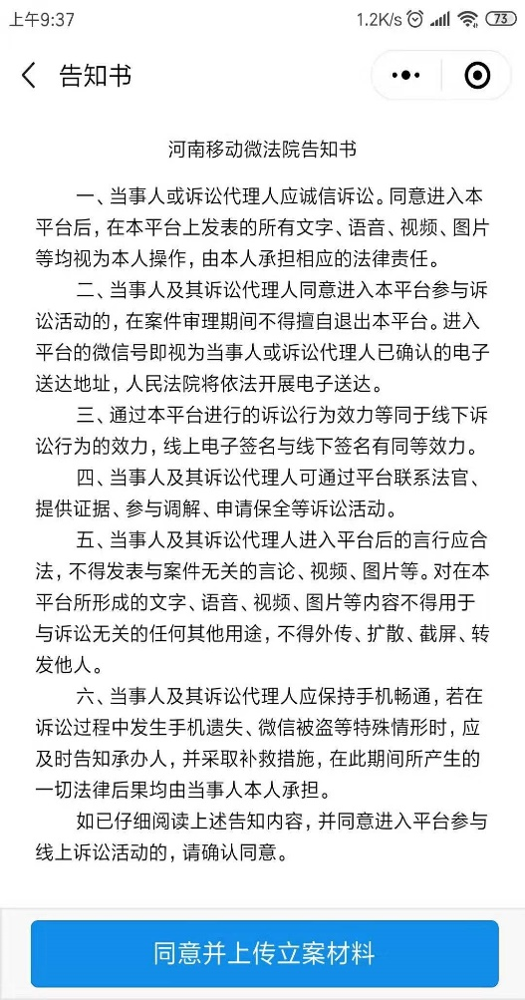 上午9:37
1.2K/s
73
告知书
河南移动微法院告知书
一、当事人或诉讼代理人应诚信诉讼。同意进入本
平台后，在本平台上发表的所有文字、语音、视频、图片
等均视为本人操作，由本人承担相应的法律责任。
二、当事人及其诉讼代理人同意进入本平台参与诉
讼活动的，在案件审理期间不得擅自退出本平台。进入
平台的微信号即视为当事人或诉讼代理人已确认的电子
送达地址，人民法院将依法开展电子送达。
三、通过本平台进行的诉讼行为效力等同于线下诉
讼行为的效力，线上电子签名与线下签名有同等效力。
四、当事人及其诉讼代理人可通过平台联系法官、
提供证据、参与调解、申请保全等诉讼活动。
五、当事人及其诉讼代理人进入平台后的言行应合
法，不得发表与案件无关的言论、视频、图片等。对在本
平台所形成的文字、语音、视频、图片等内容不得用于
与诉讼无关的任何其他用途，不得外传、扩散、截屏、转
发他人。
六、当事人及其诉讼代理人应保持手机畅通，若在
诉讼过程中发生手机遗失、微信被盗等特殊情形时，应
及时告知承办人，并采取补救措施，在此期间所产生的
一切法律后果均由当事人本人承担。
如已仔细阅读上述告知内容，并同意进入平台参与
线上诉讼活动的，请确认同意。
同意并上传立案材料